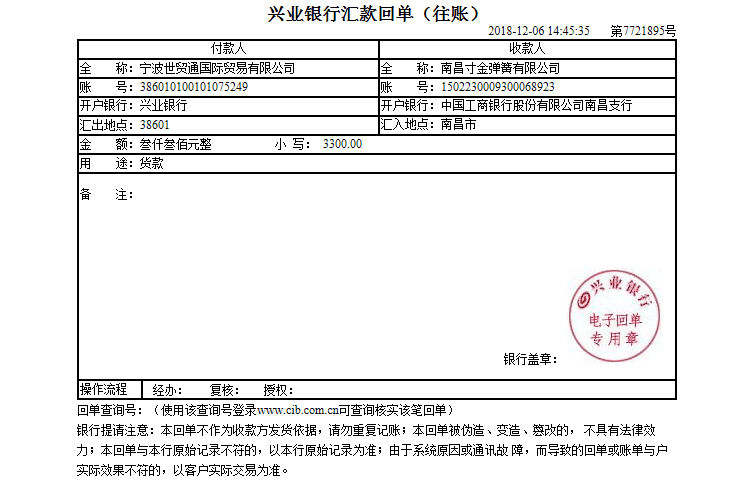 兴业银行汇款回单（往账）
2018-12-06 14:45:35 第7721895号
付款人 收款人
全 称：宁波世贸通国际贸易有限公司 全 称：南昌寸金弹簧有限公司
账 号：386010100101075249 账 号：1502230009300068923
开户银行：兴业银行 开户银行：中国工商银行股份有限公司南昌支行
汇出地点：38601 汇入地点：南昌市
金 额：叁仟叁佰元整 小 写： 3300.00
用 途：货款
备 注：
兴业银行
电子回单
专用章
银行盖章：
操作流程 经办： 复核： 授权：
回单查询号：（使用该查询号登录www.cib.com.cn可查询核实该笔回单）
银行提请注意：本回单不作为收款方发货依据，请勿重复记账；本回单被伪造、变造、篡改的， 不具有法律效
力；本回单与本行原始记录不符的，以本行原始记录为准；由于系统原因或通讯故 障，而导致的回单或账单与户
实际效果不符的，以客户实际交易为准。